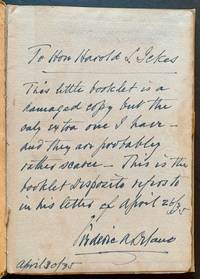 To Hon Harold L Ickes
This little booklet is a
damaged copy but the
only extra one I have –
and they are probably
rather scarce – This is the
booklet Disposito refers to
in his letter of April 26/35
Frederic A Delano
April 30/35